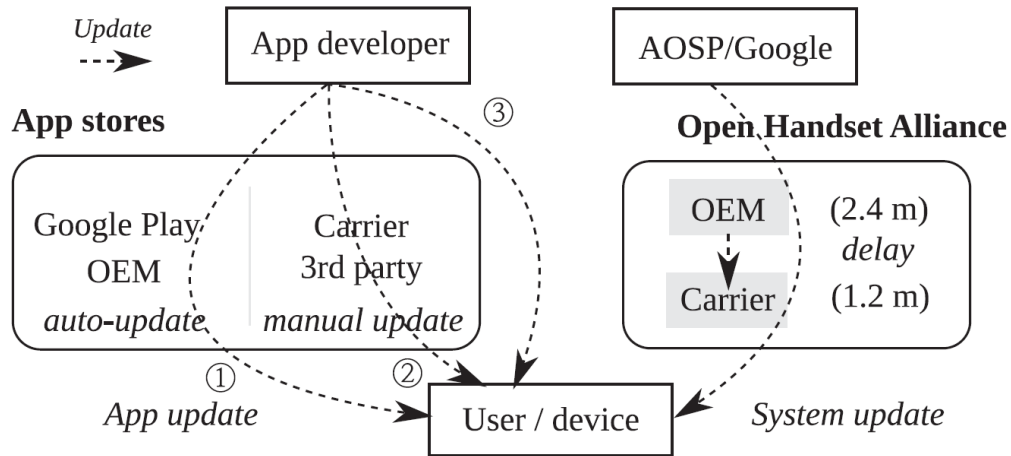 Update
App developer
AOSP/Google
③
App stores
Open Handset Alliance
Google Play
OEM
auto-update
Carrier
3rd party
manual update
OEM
(2.4 m)
delay
Carrier
(1.2 m)
①
②
App update
User / device
System update